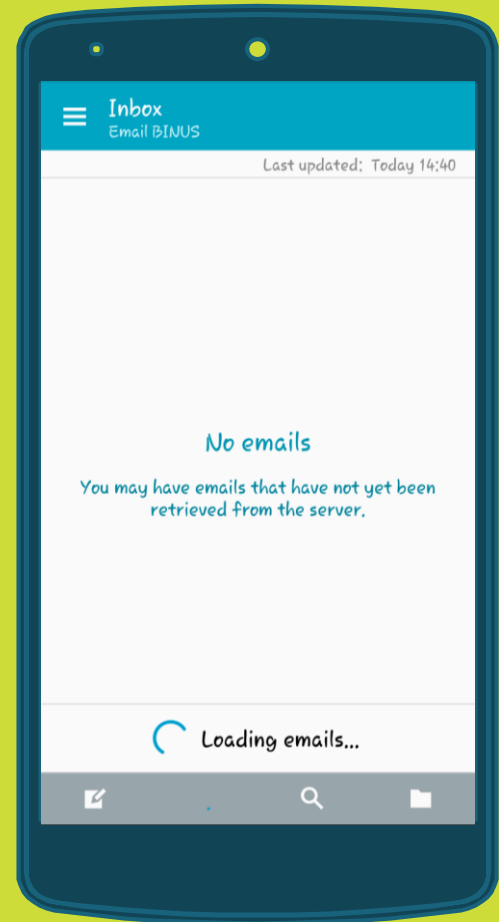 Inbox
Email BINUS
Last updated: Today 14:40
No emails
You may have emails that have not yet been
retrieved from the server.
Loading emails...